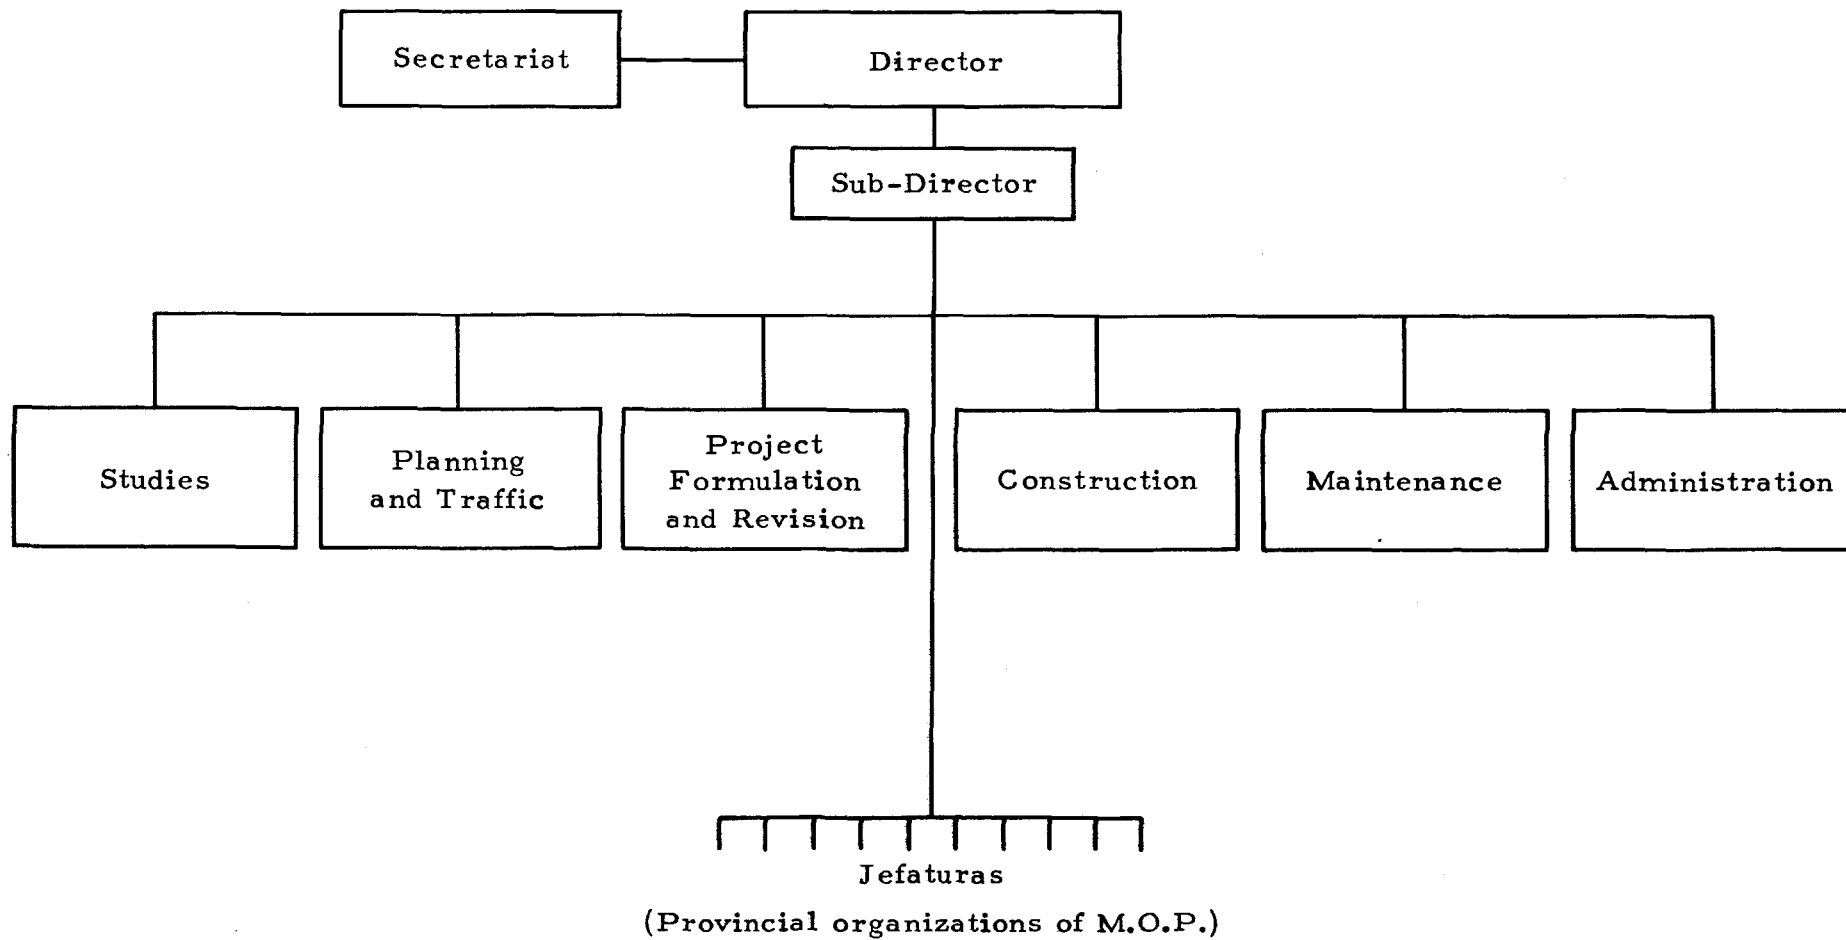 Secretariat
Director
Sub-Director
Studies
Planning
and Traffic
Project
Formulation
and Revision
Construction
Maintenance
Administration
Jefaturas
(Provincial organizations of M.O.P.)